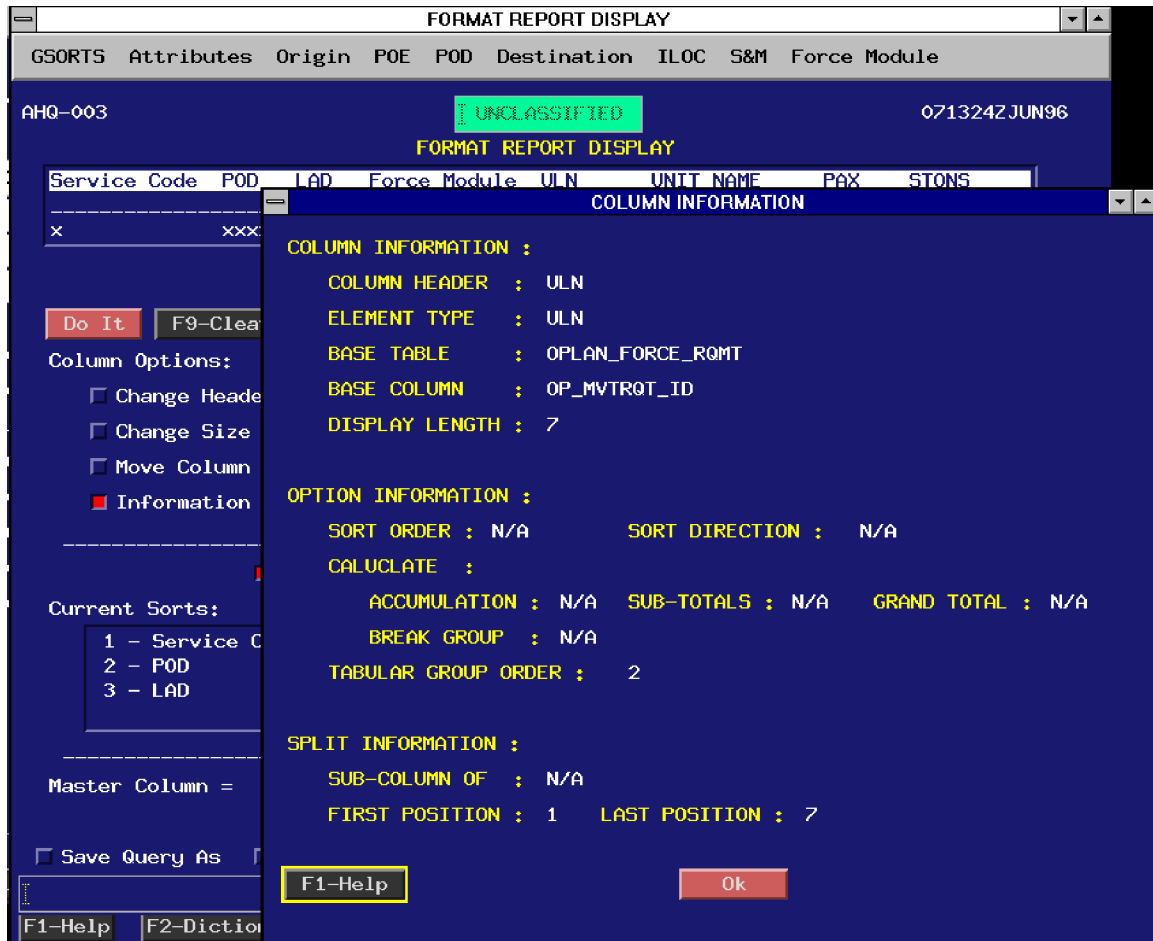 FORMAT REPORT DISPLAY
GSORTS Attributes Origin POE POD Destination ILOC S&M Force Module
AHQ-003 UNCLASSIFIED 071324ZJUN96
FORMAT REPORT DISPLAY
Service Code POD LAD Force Module ULN UNIT NAME PAX STONS
x xxx
COLUMN INFORMATION
COLUMN INFORMATION :
COLUMN HEADER : ULN
ELEMENT TYPE : ULN
BASE TABLE : OPLAN_FORCE_RQMT
BASE COLUMN : OP_MVTRQT_ID
DISPLAY LENGTH : 7
OPTION INFORMATION :
SORT ORDER : N/A SORT DIRECTION : N/A
CALUCLATE :
ACCUMULATION : N/A SUB-TOTALS : N/A GRAND TOTAL : N/A
BREAK GROUP : N/A
TABULAR GROUP ORDER : 2
SPLIT INFORMATION :
SUB-COLUMN OF : N/A
FIRST POSITION : 1 LAST POSITION : 7
F1-Help Ok
Do It F9-Clea
Column Options:
Change Heade
Change Size
Move Column
Information
Current Sorts:
1 - Service C
2 - POD
3 - LAD
Master Column =
Save Query As
F1-Help F2-Dictio